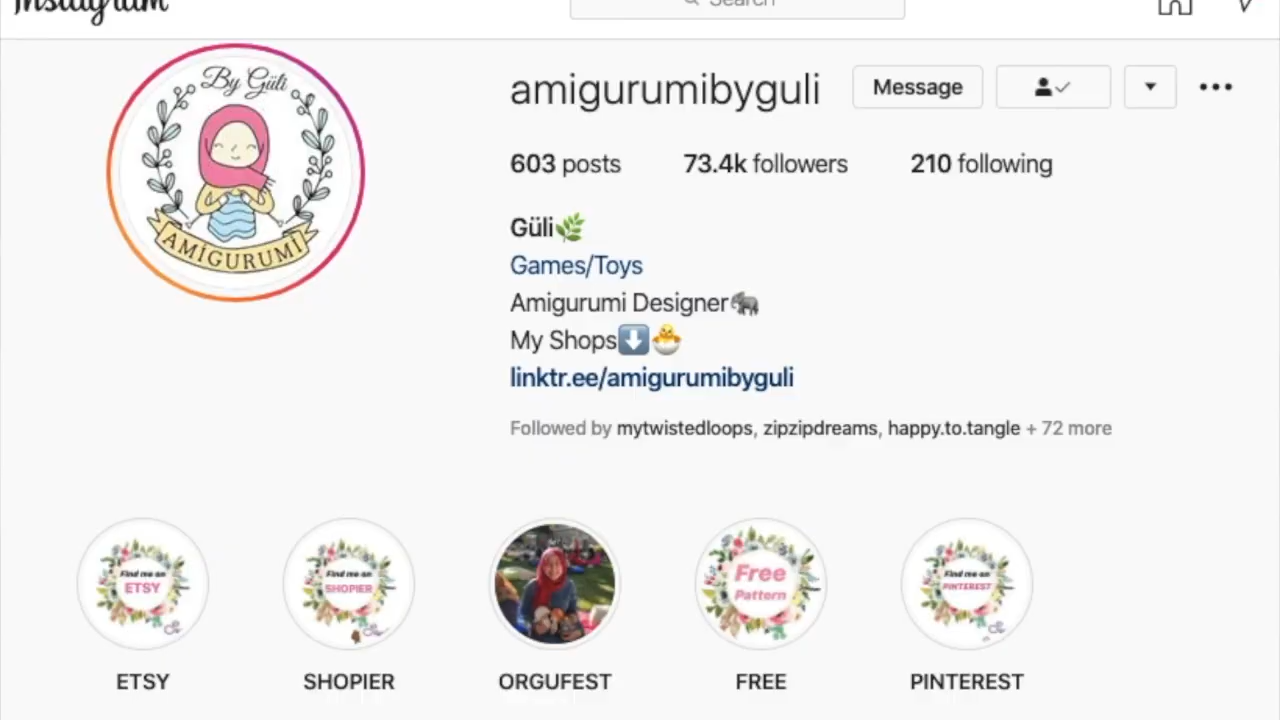 Instagram
Search
By Güli
AMİGURUMİ
amigurumibyguli
Message
603 posts 73.4k followers 210 following
Güli🌿
Games/Toys
Amigurumi Designer🐘
My Shops⬇️🐣
linktr.ee/amigurumibyguli
Followed by mytwistedloops, zipzipdreams, happy.to.tangle + 72 more
Find me on
ETSY
Find me on
SHOPIER
Free
Pattern
Find me on
PINTEREST
ETSY
SHOPIER
ORGUFEST
FREE
PINTEREST